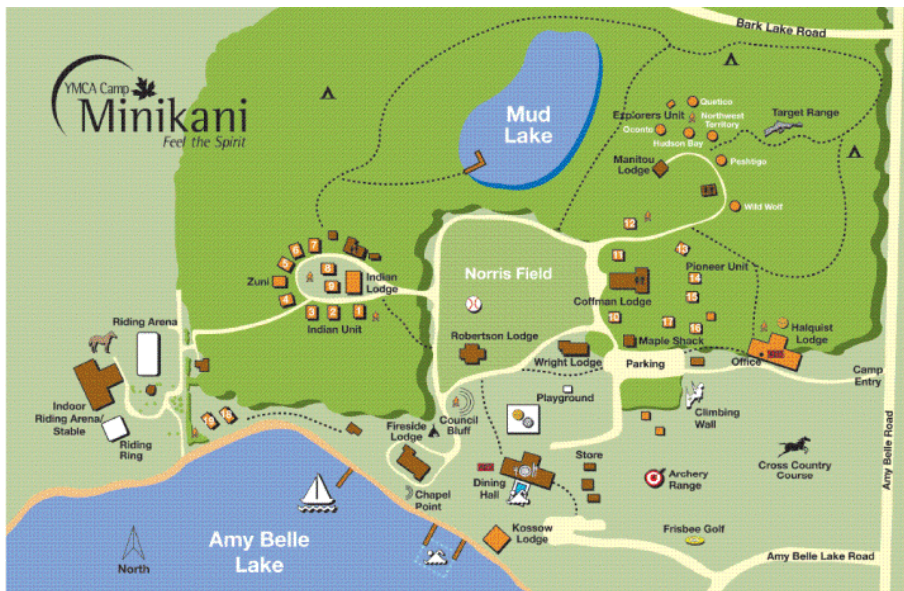 YMCA Camp
Minikani
Feel the Spirit
Bark Lake Road
Mud
Lake
Quetico
Explorers Unit
Northwest
Territory
Oconto
Hudson Bay
Target Range
Manitou
Lodge
Peshtigo
Wild Wolf
12
11
13
Pioneer Unit
14
15
Coffman Lodge
10
17
16
Maple Shack
Halquist
Lodge
Office
Parking
Camp
Entry
Norris Field
7
6
5
8
9
Zuni
Indian
Lodge
4
3
2
1
Indian Unit
Riding Arena
Robertson Lodge
Wright Lodge
Indoor
Riding Arena/
Stable
Riding
Ring
Playground
Climbing
Wall
Fireside
Lodge
Council
Bluff
Store
Dining
Hall
Archery
Range
Cross Country
Course
Amy Belle Road
Chapel
Point
Kossow
Lodge
Frisbee Golf
Amy Belle Lake Road
Amy Belle
Lake
North